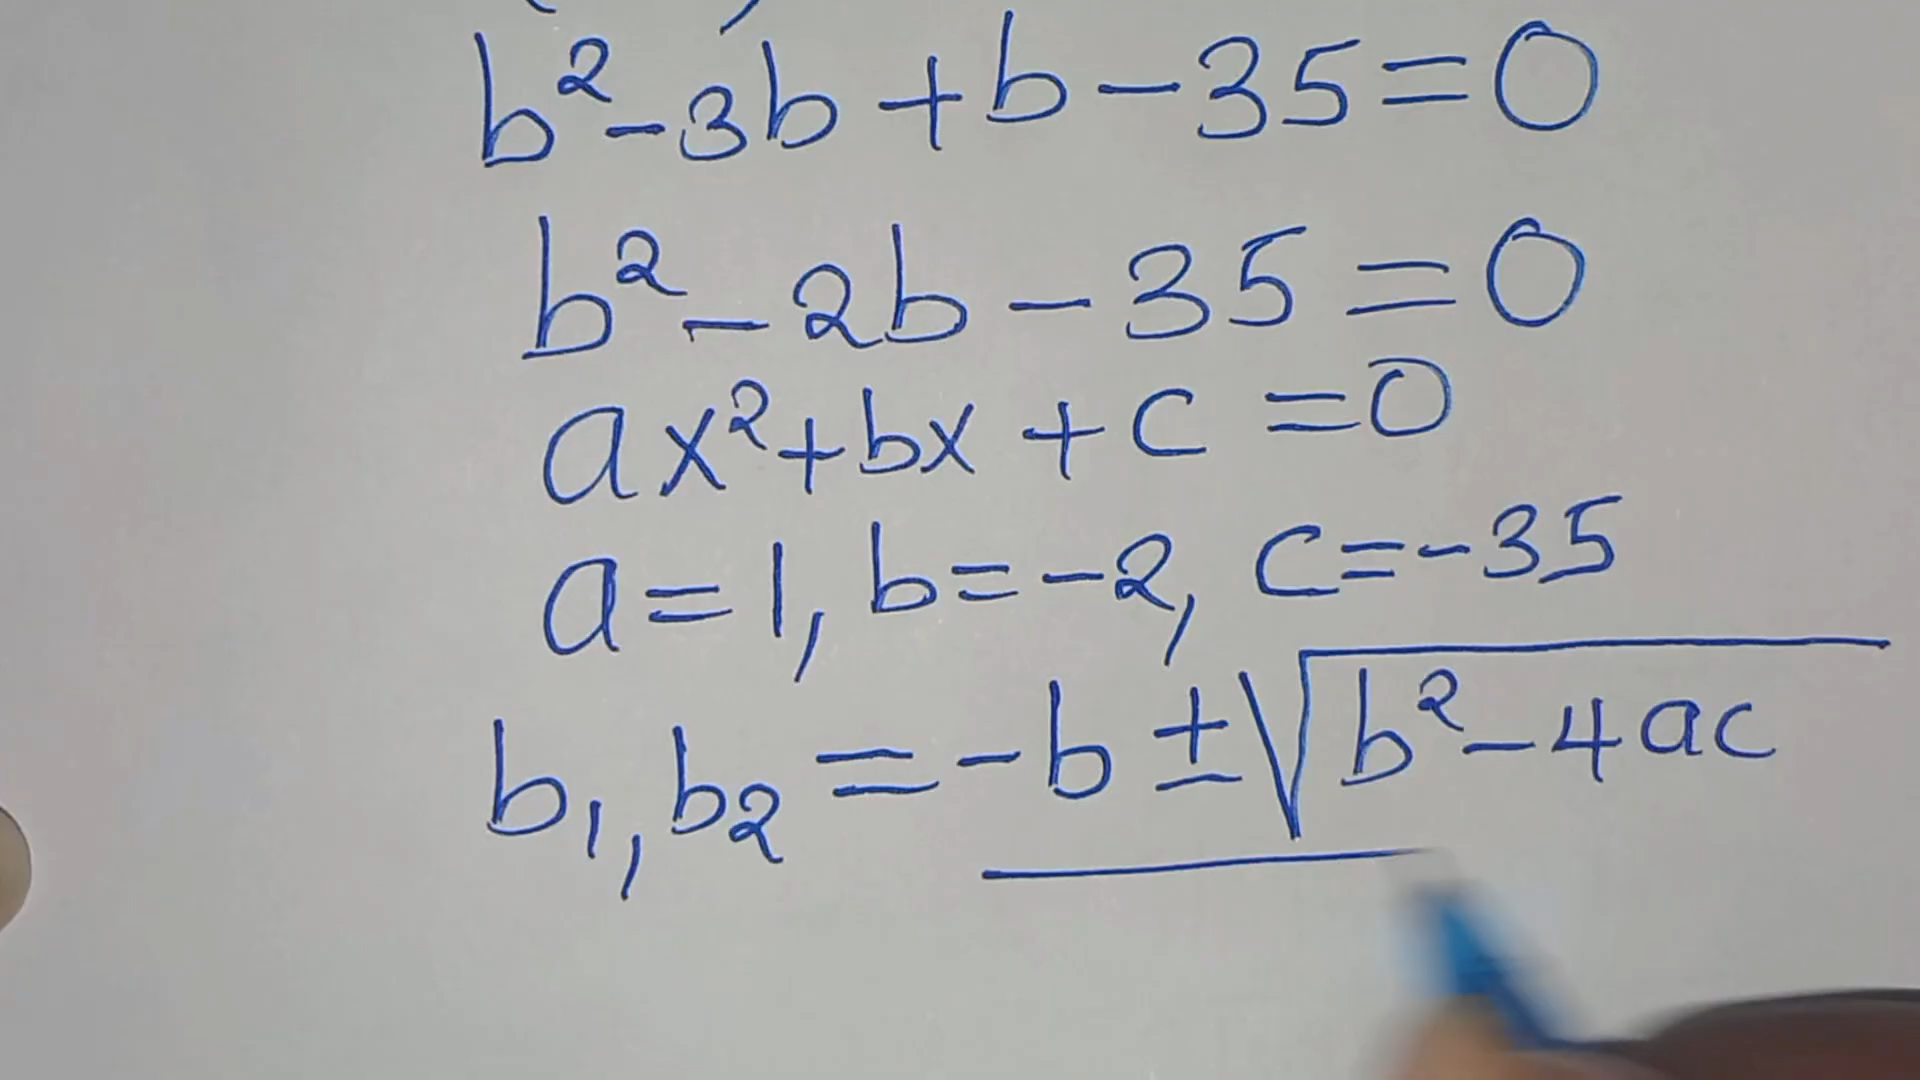 b²-3b+b-35=0
b²-2b-35=0
ax²+bx+c=0
a=1, b=-2, c=-35
b₁, b₂ = -b±√b²-4ac